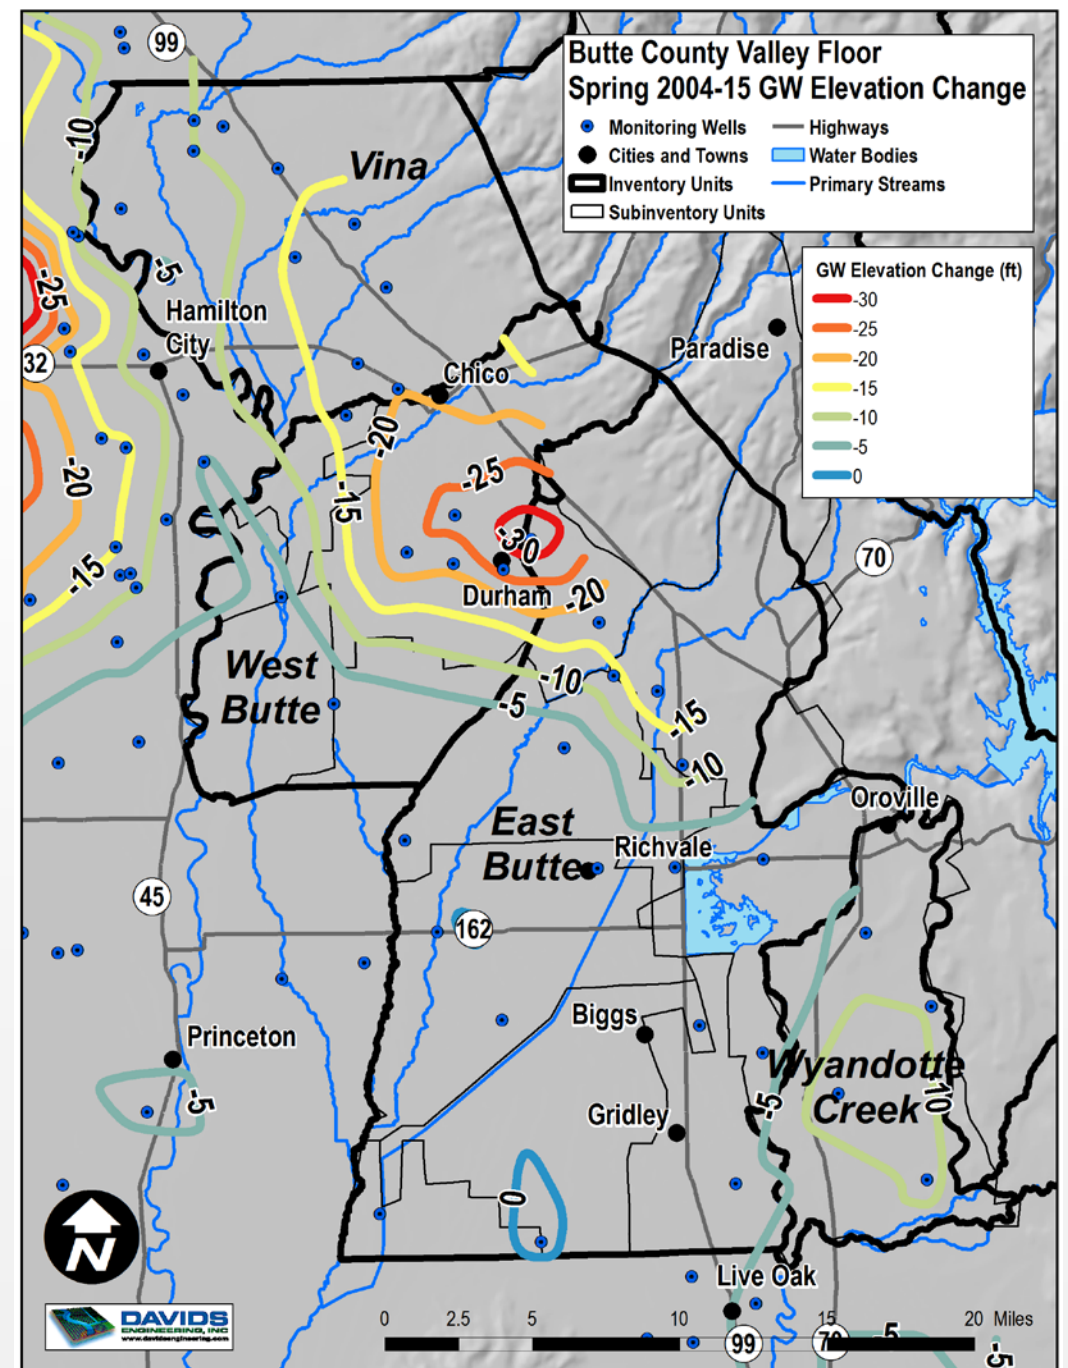 Butte County Valley Floor
Spring 2004-15 GW Elevation Change
Monitoring Wells
Highways
Cities and Towns
Water Bodies
Inventory Units
Primary Streams
Subinventory Units
GW Elevation Change (ft)
-30
-25
-20
-15
-10
-5
0
99
-10
Vina
-5
-25
Hamilton
City
32
Paradise
Chico
-20
-25
-20
-15
-30
70
-15
Durham
-20
West
Butte
-10
-5
-15
-10
Oroville
East
Butte
Richvale
45
162
Princeton
Biggs
Wyandotte
Creek
-5
-10
-5
Gridley
0
N
Live Oak
DAVIDS
ENGINEERING, INC
www.davidsengineering.com
0 2.5 5 10 15 20 Miles
99
70
-5
-5